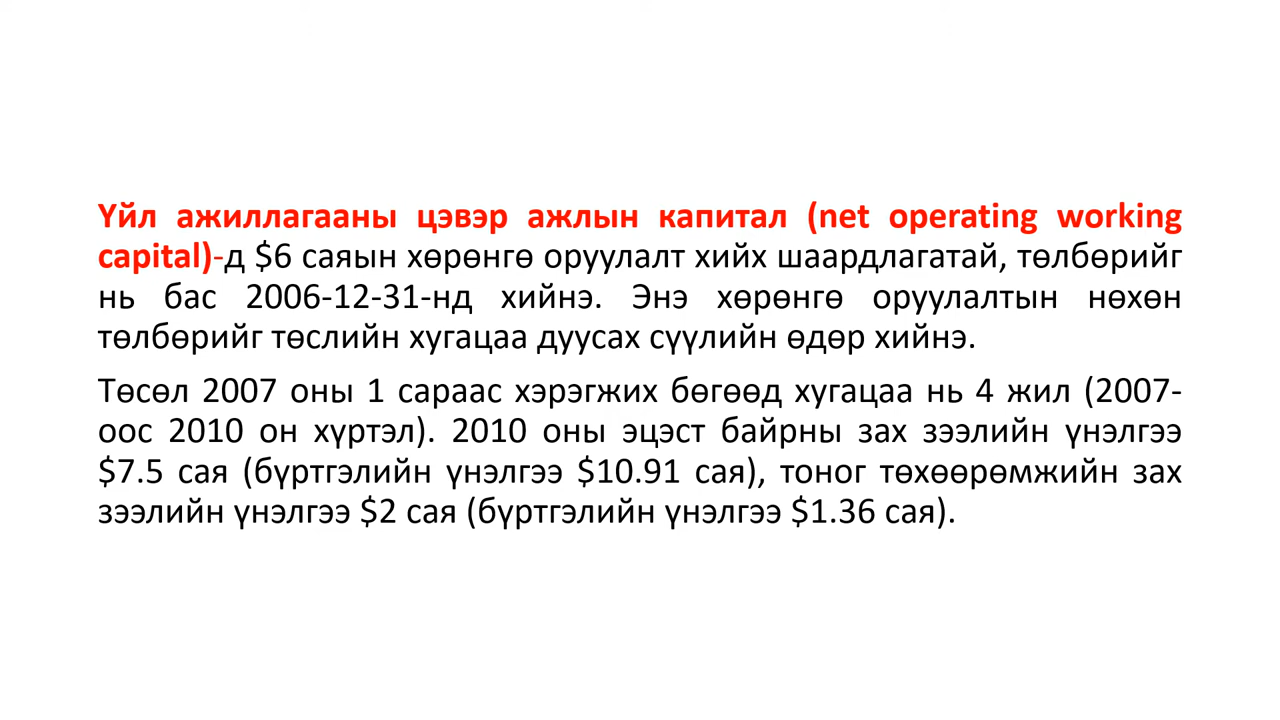 Үйл ажиллагааны цэвэр ажлын капитал (net operating working
capital)-д $6 саяын хөрөнгө оруулалт хийх шаардлагатай, төлбөрийг
нь бас 2006-12-31-нд хийнэ. Энэ хөрөнгө оруулалтын нөхөн
төлбөрийг төслийн хугацаа дуусах сүүлийн өдөр хийнэ.
Төсөл 2007 оны 1 сараас хэрэгжих бөгөөд хугацаа нь 4 жил (2007-
оос 2010 он хүртэл). 2010 оны эцэст байрны зах зээлийн үнэлгээ
$7.5 сая (бүртгэлийн үнэлгээ $10.91 сая), тоног төхөөрөмжийн зах
зээлийн үнэлгээ $2 сая (бүртгэлийн үнэлгээ $1.36 сая).